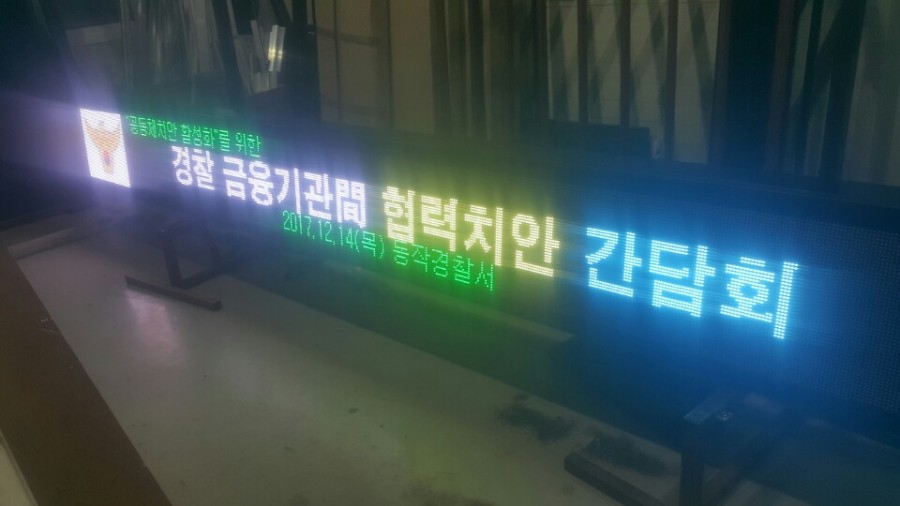 "공동체치안 활성화"를 위한
경찰 금융기관間 협력치안 간담회
2017.12.14(목) 동작경찰서